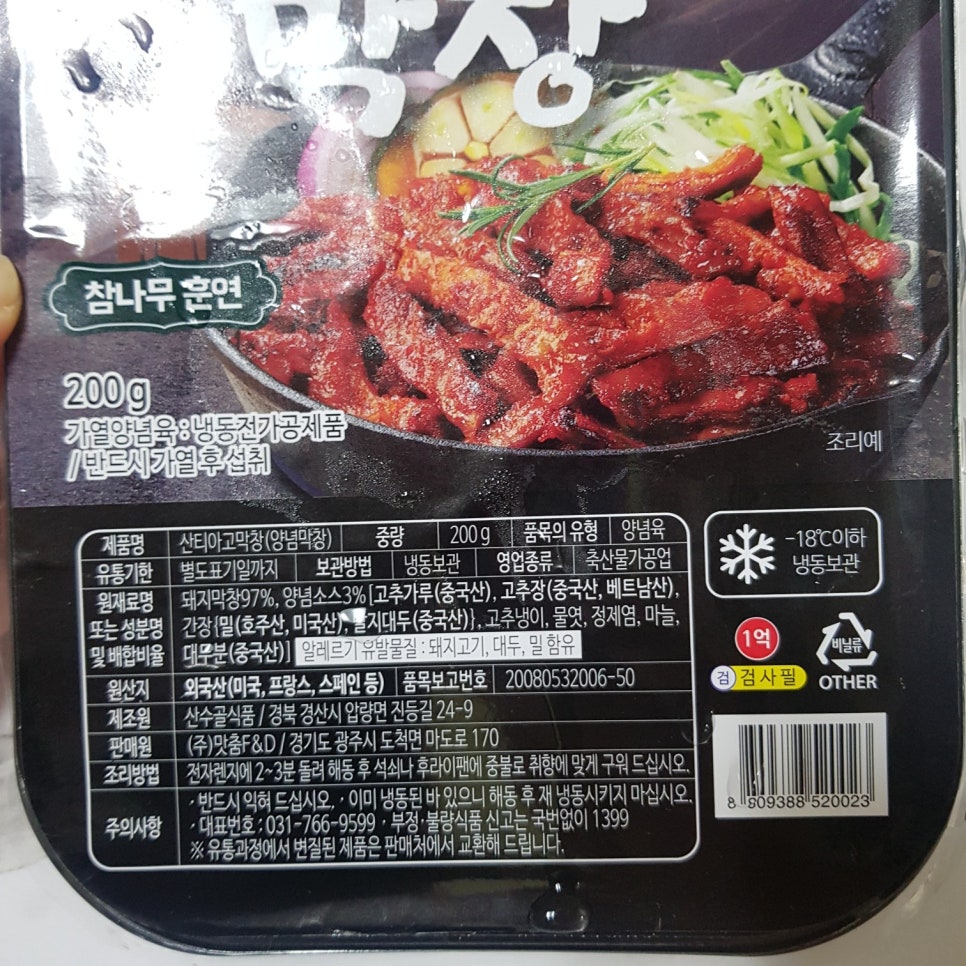 막창
참나무 훈연
200g
가열양념육 : 냉동전가공제품
/반드시 가열 후 섭취
조리예
제품명 산티아고막창(양념막창) 중량 200g 품목의 유형 양념육
유통기한 별도표기일까지 보관방법 냉동보관 영업종류 축산물가공업
원재료명 돼지막창97%, 양념소스3% [고추가루(중국산), 고추장(중국산, 베트남산),
또는 성분명 간장{밀(호주산, 미국산), (중국산)}, 고추냉이, 물엿, 정제염, 마늘,
및 배합비율 (중국산)] 알레르기 유발물질 : 돼지고기, 대두, 밀 함유
원산지 외국산(미국, 프랑스, 스페인 등) 품목보고번호 20080532006-50
제조원 산수골식품 / 경북 경산시 압량면 진등길 24-9
판매원 (주)맛춤F&D / 경기도 광주시 도척면 마도로 170
조리방법 전자렌지에 2~3분 돌려 해동 후 석쇠나 후라이팬에 중불로 취향에 맞게 구워 드십시오.
주의사항 · 반드시 익혀 드십시오. · 이미 냉동된 바 있으니 해동 후 재 냉동시키지 마십시오.
· 대표번호 : 031-766-9599 · 부정·불량식품 신고는 국번없이 1399
※ 유통과정에서 변질된 제품은 판매처에서 교환해 드립니다.
-18℃이하
냉동보관
1억
검 검사필
비닐류
OTHER
8 809388 520023